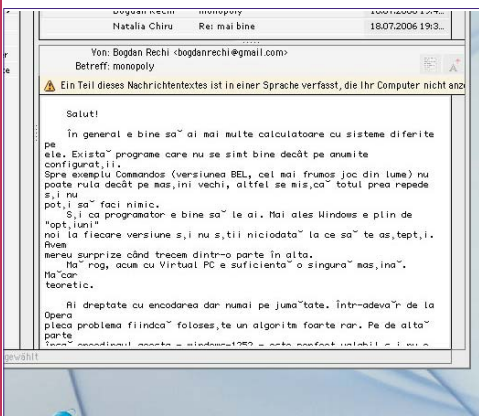 Natalia Chiru Re: mai bine 18.07.2006 19:3...
Von: Bogdan Rechi <bogdanrechi@gmail.com>
Betreff: monopoly
Ein Teil dieses Nachrichtentextes ist in einer Sprache verfasst, die Ihr Computer nicht anz
Salut!
În general e bine sa˘ ai mai multe calculatoare cu sisteme diferite
pe
ele. Exista˘ programe care nu se simt bine decât pe anumite
configurat,ii.
Spre exemplu Commandos (versiunea BEL, cel mai frumos joc din lume) nu
poate rula decât pe mas,ini vechi, altfel se mis,ca˘ totul prea repede
s,i nu
pot,i sa˘ faci nimic.
S,i ca programator e bine sa˘ le ai. Mai ales Windows e plin de
"opt,iuni"
noi la fiecare versiune s,i nu s,tii niciodata˘ la ce sa˘ te as,tept,i.
Avem
mereu surprize când trecem dintr-o parte în alta.
Ma˘ rog, acum cu Virtual PC e suficienta˘ o singura˘ mas,ina˘.
Ma˘car
teoretic.
Ai dreptate cu encodarea dar numai pe juma˘tate. într-adeva˘r de la
Opera
pleca problema fiindca˘ foloses,te un algoritm foarte rar. Pe de alta˘
parte